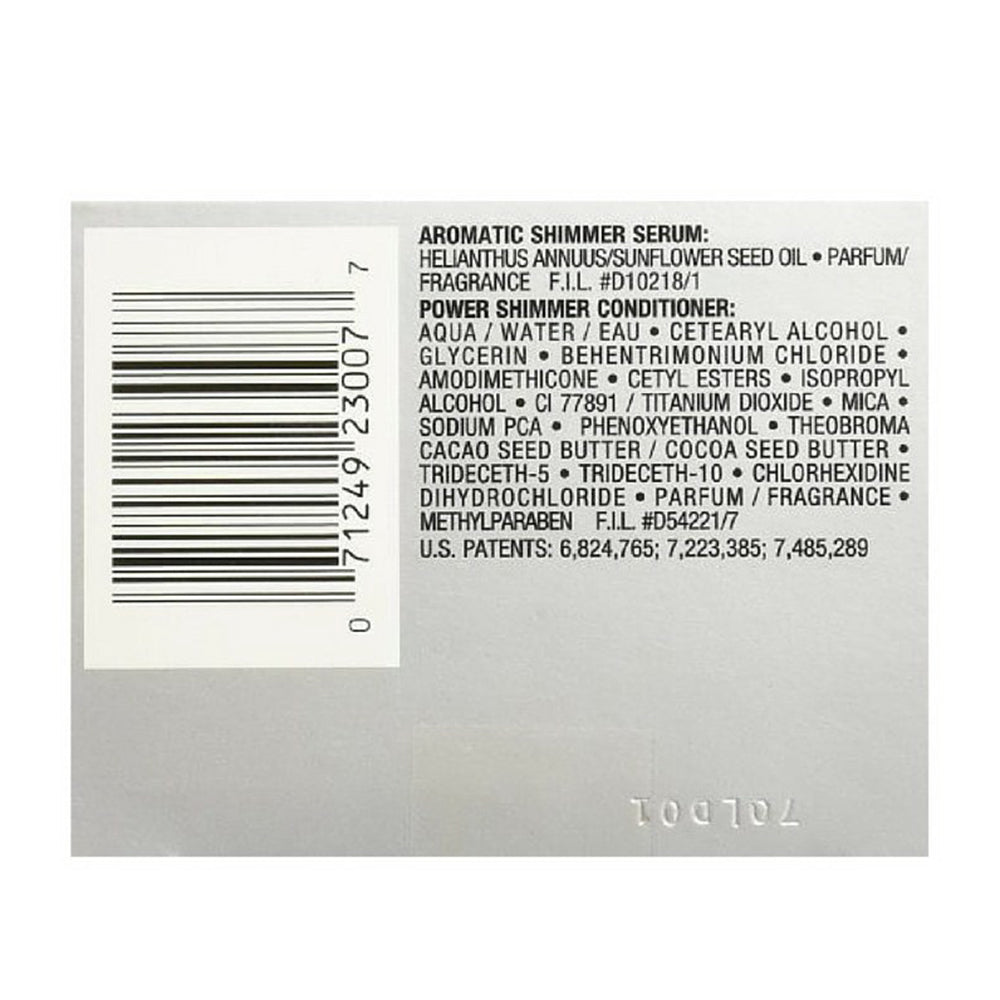 AROMATIC SHIMMER SERUM:
HELIANTHUS ANNUUS/SUNFLOWER SEED OIL • PARFUM/
FRAGRANCE F.I.L. #D10218/1
POWER SHIMMER CONDITIONER:
AQUA / WATER / EAU • CETEARYL ALCOHOL •
GLYCERIN • BEHENTRIMONIUM CHLORIDE •
AMODIMETHICONE • CETYL ESTERS • ISOPROPYL
ALCOHOL • CI 77891 / TITANIUM DIOXIDE • MICA •
SODIUM PCA • PHENOXYETHANOL • THEOBROMA
CACAO SEED BUTTER / COCOA SEED BUTTER •
TRIDECETH-5 • TRIDECETH-10 • CHLORHEXIDINE
DIHYDROCHLORIDE • PARFUM / FRAGRANCE •
METHYLPARABEN F.I.L. #D54221/7
U.S. PATENTS: 6,824,765; 7,223,385; 7,485,289
0 71249 23007 7